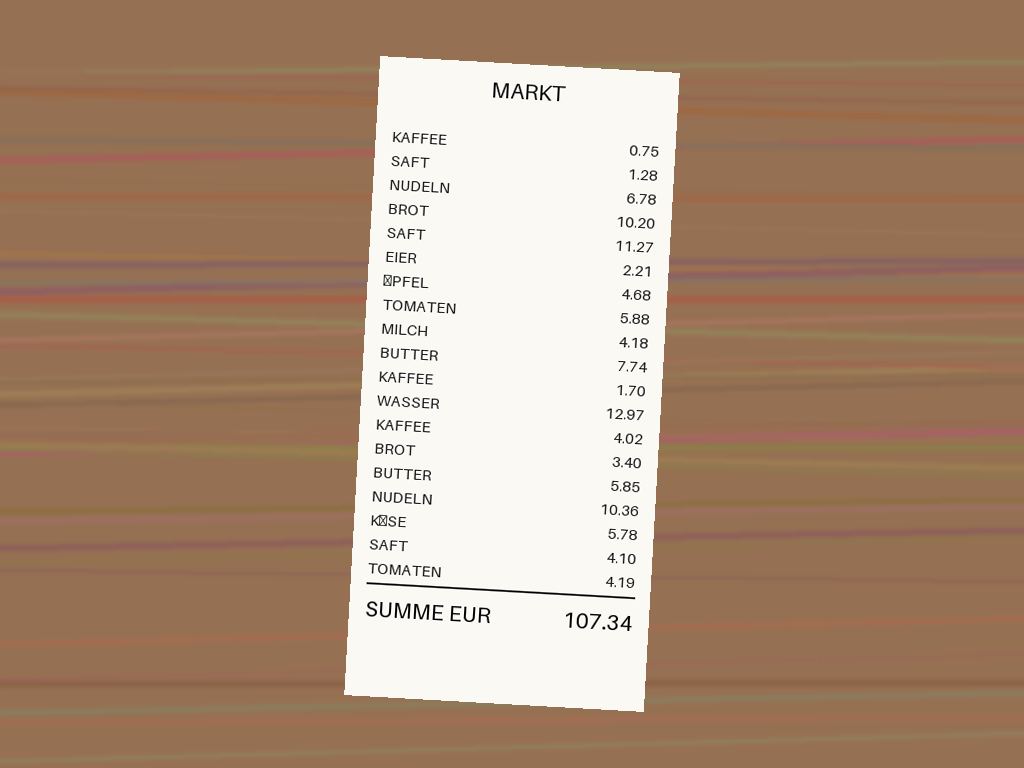 MARKT
KAFFEE 0.75
SAFT 1.28
NUDELN 6.78
BROT 10.20
SAFT 11.27
EIER 2.21
☒PFEL 4.68
TOMATEN 5.88
MILCH 4.18
BUTTER 7.74
KAFFEE 1.70
WASSER 12.97
KAFFEE 4.02
BROT 3.40
BUTTER 5.85
NUDELN 10.36
K☒SE 5.78
SAFT 4.10
TOMATEN 4.19
SUMME EUR 107.34